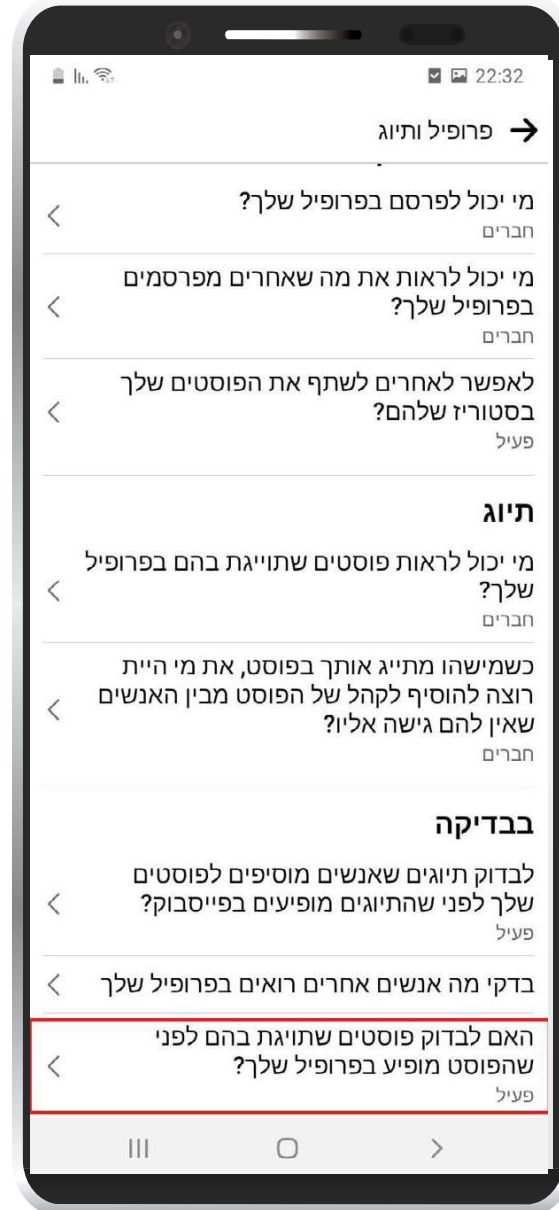 22:32
פרופיל ותיוג
מי יכול לפרסם בפרופיל שלך?
חברים
מי יכול לראות את מה שאחרים מפרסמים
בפרופיל שלך?
חברים
לאפשר לאחרים לשתף את הפוסטים שלך
בסטוריז שלהם?
פעיל
תיוג
מי יכול לראות פוסטים שתוייגת בהם בפרופיל
שלך?
חברים
כשמישהו מתייג אותך בפוסט, את מי היית
רוצה להוסיף לקהל של הפוסט מבין האנשים
שאין להם גישה אליו?
חברים
בבדיקה
לבדוק תיוגים שאנשים מוסיפים לפוסטים
שלך לפני שהתיוגים מופיעים בפייסבוק?
פעיל
בדקי מה אנשים אחרים רואים בפרופיל שלך
האם לבדוק פוסטים שתויגת בהם לפני
שהפוסט מופיע בפרופיל שלך?
פעיל